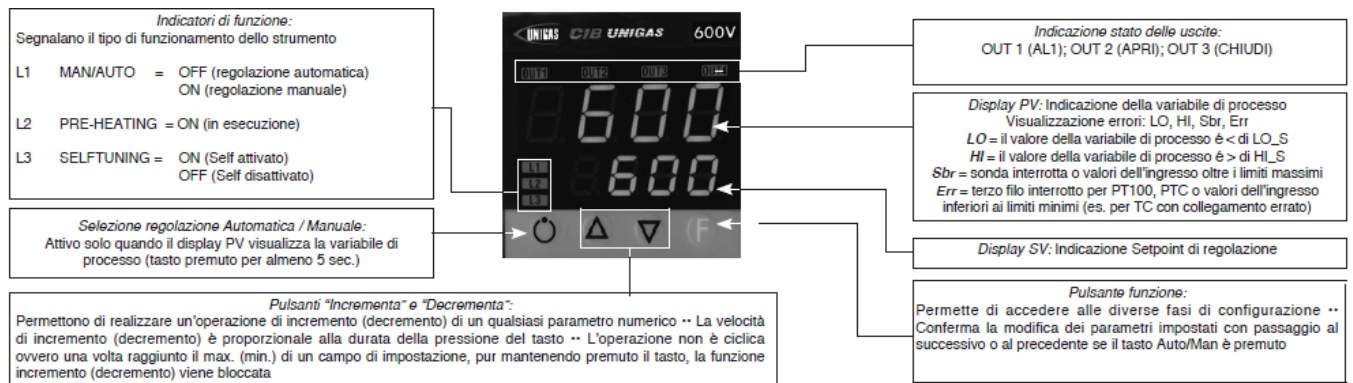 Indicatori di funzione:
Segnalano il tipo di funzionamento dello strumento
L1 MAN/AUTO = OFF (regolazione automatica)
ON (regolazione manuale)
L2 PRE-HEATING = ON (in esecuzione)
L3 SELFTUNING = ON (Self attivato)
OFF (Self disattivato)
Selezione regolazione Automatica / Manuale:
Attivo solo quando il display PV visualizza la variabile di
processo (tasto premuto per almeno 5 sec.)
Pulsanti "Incrementa" e "Decrementa":
Permettono di realizzare un'operazione di incremento (decremento) di un qualsiasi parametro numerico ·· La velocità
di incremento (decremento) è proporzionale alla durata della pressione del tasto ·· L'operazione non è ciclica
ovvero una volta raggiunto il max. (min.) di un campo di impostazione, pur mantenendo premuto il tasto, la funzione
incremento (decremento) viene bloccata
UNIGAS CIB UNIGAS 600V
OUT1 OUT2 OUT3 OUT4
600
L1
L2
L3
600
F
Indicazione stato delle uscite:
OUT 1 (AL1); OUT 2 (APRI); OUT 3 (CHIUDI)
Display PV: Indicazione della variabile di processo
Visualizzazione errori: LO, HI, Sbr, Err
LO = il valore della variabile di processo é < di LO_S
HI = il valore della variabile di processo é > di HI_S
Sbr = sonda interrotta o valori dell'ingresso oltre i limiti massimi
Err = terzo filo interrotto per PT100, PTC o valori dell'ingresso
inferiori ai limiti minimi (es. per TC con collegamento errato)
Display SV: Indicazione Setpoint di regolazione
Pulsante funzione:
Permette di accedere alle diverse fasi di configurazione ··
Conferma la modifica dei parametri impostati con passaggio al
successivo o al precedente se il tasto Auto/Man è premuto